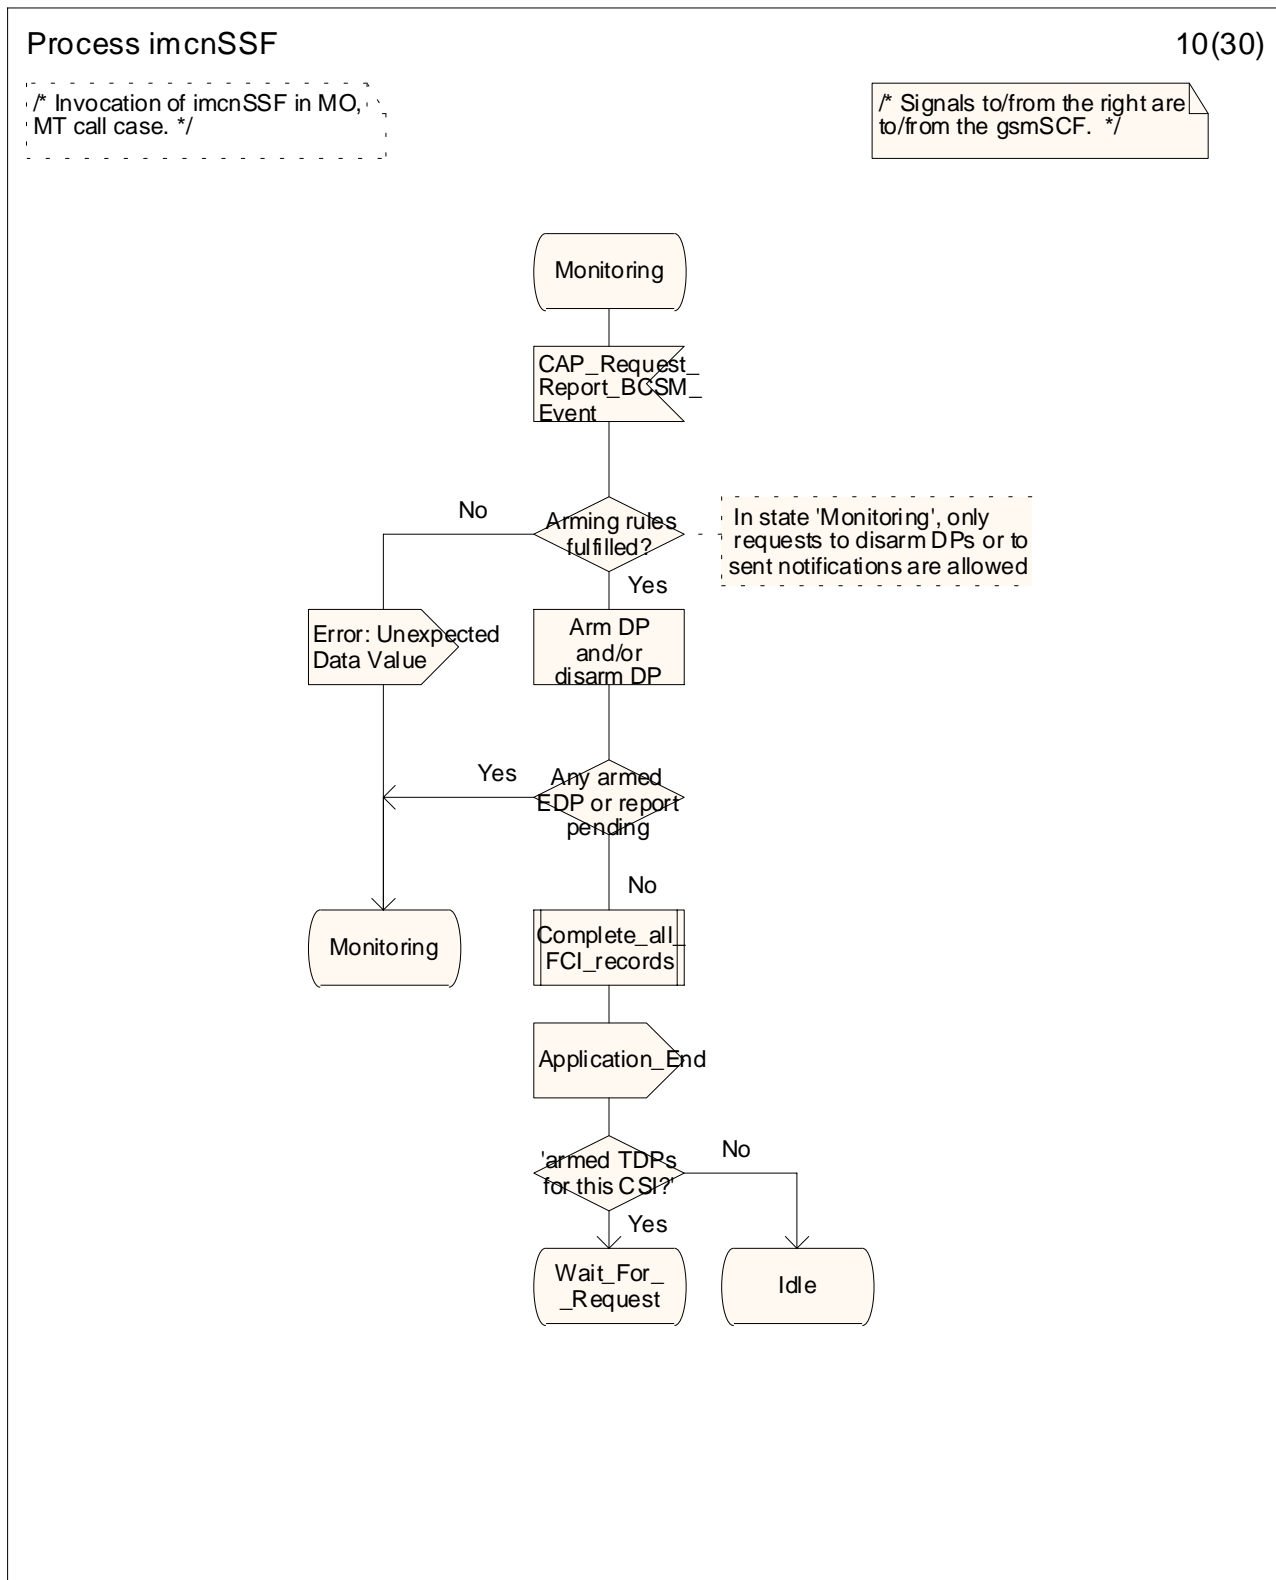 Process imcnSSF
10(30)
/* Invocation of imcnSSF in MO,
MT call case. */
/* Signals to/from the right are
to/from the gsmSCF.  */
Monitoring
CAP_Request_
Report_BCSM_
Event
No
Arming rules
fulfilled?
In state 'Monitoring', only
requests to disarm DPs or to
sent notifications are allowed
Yes
Error: Unexpected
Data Value
Arm DP
and/or
disarm DP
Yes
Any armed
EDP or report
pending
No
Monitoring
Complete_all_
FCI_records
Application_End
'armed TDPs
for this CSI?'
No
Yes
Wait_For_
_Request
Idle